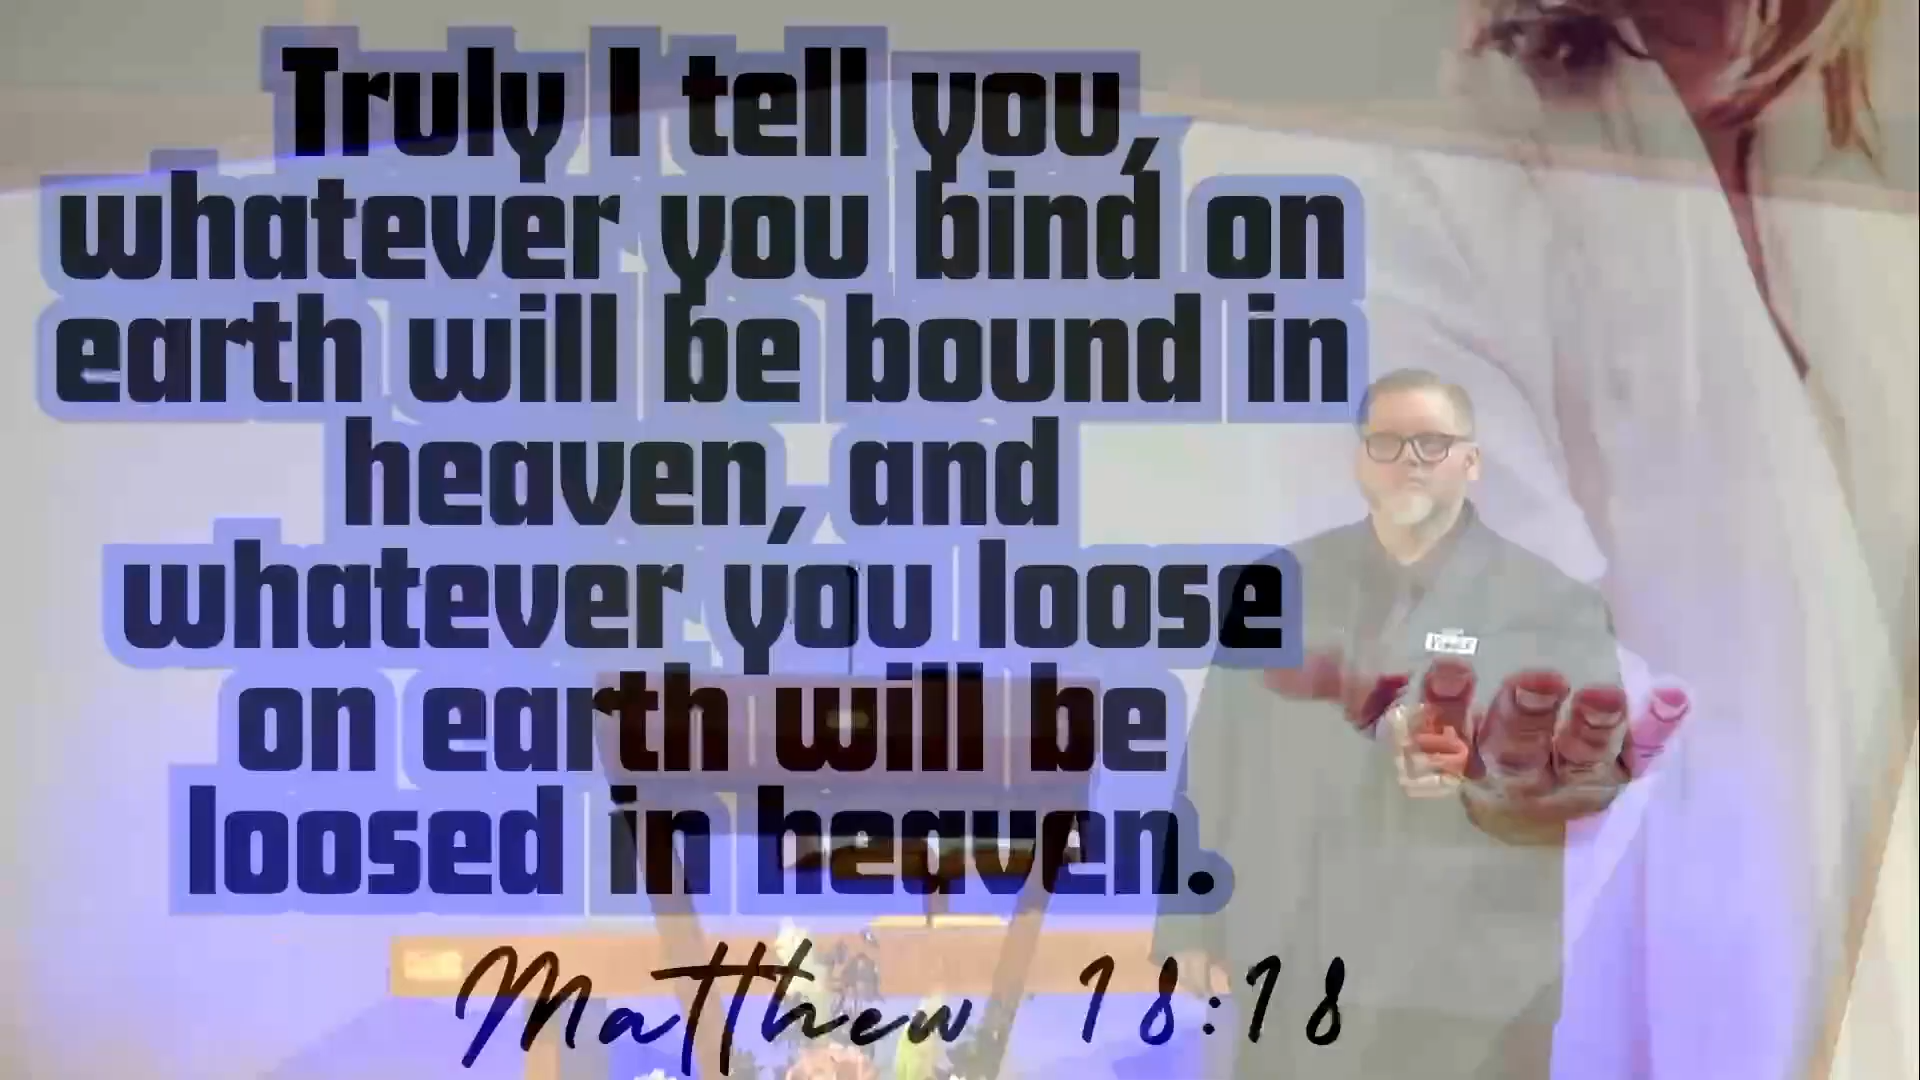 Truly I tell you,
whatever you bind on
earth will be bound in
heaven, and
whatever you loose
on earth will be
loosed in heaven.
Matthew 18:18